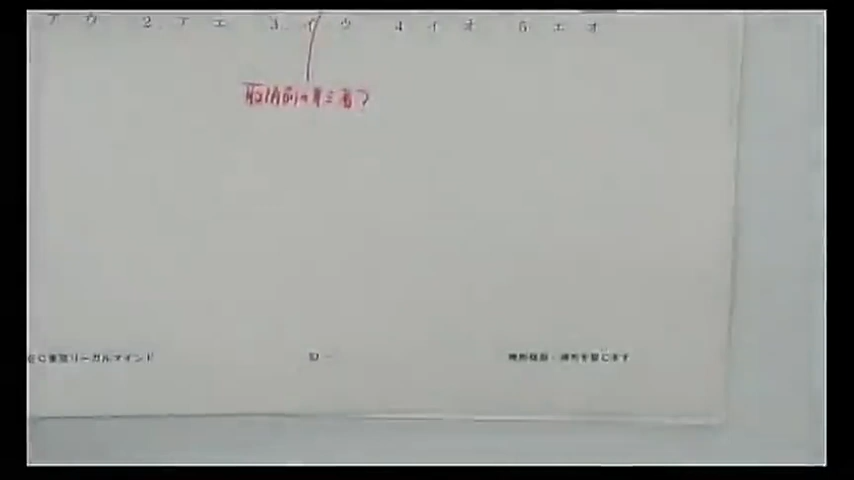 ア ウ 2 ア エ 3 イ ウ 4 イ オ 5 エ オ
取消前の第三者
東京リーガルマインド
無断複製・頒布を禁じます